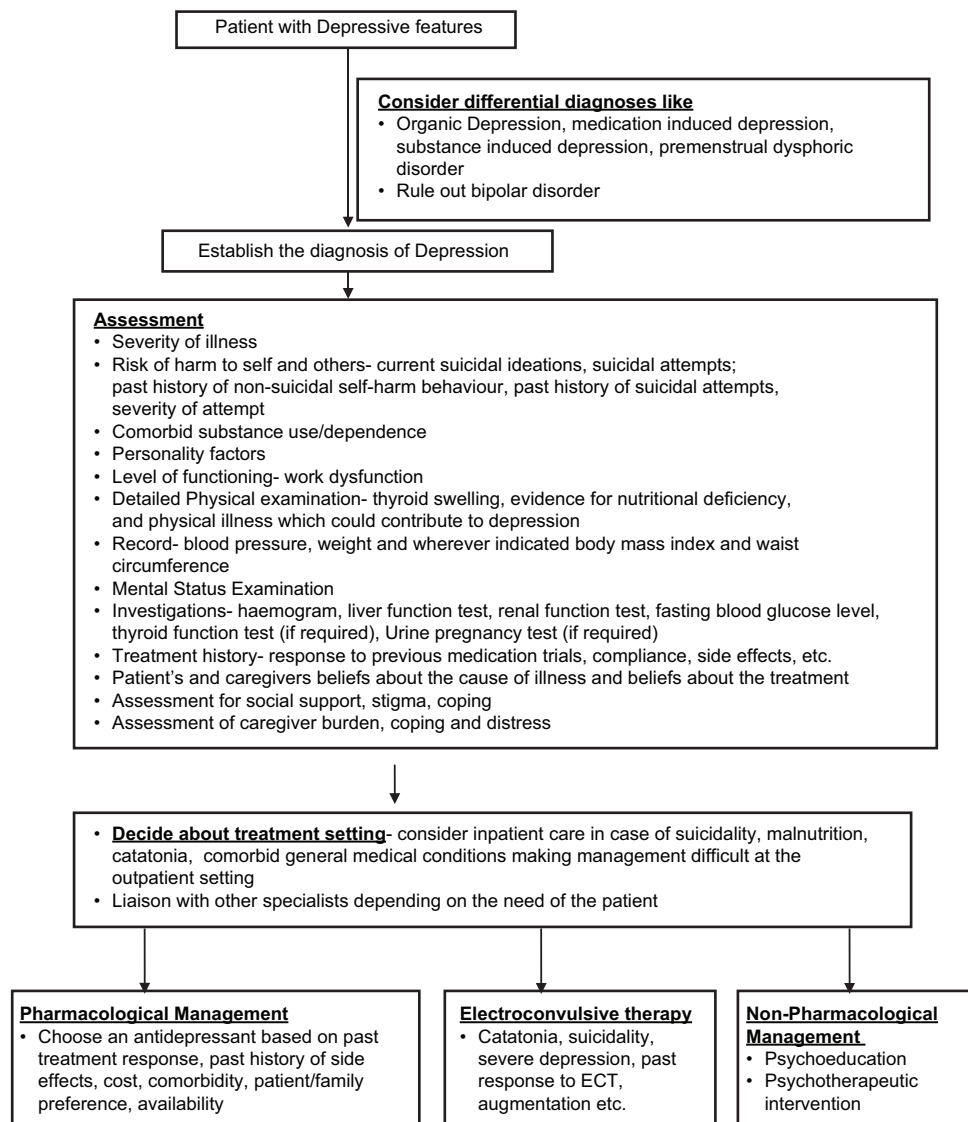 Patient with Depressive features
Consider differential diagnoses like
• Organic Depression, medication induced depression,
substance induced depression, premenstrual dysphoric
disorder
• Rule out bipolar disorder
Establish the diagnosis of Depression
Assessment
• Severity of illness
• Risk of harm to self and others- current suicidal ideations, suicidal attempts;
past history of non-suicidal self-harm behaviour, past history of suicidal attempts,
severity of attempt
• Comorbid substance use/dependence
• Personality factors
• Level of functioning- work dysfunction
• Detailed Physical examination- thyroid swelling, evidence for nutritional deficiency,
and physical illness which could contribute to depression
• Record- blood pressure, weight and wherever indicated body mass index and waist
circumference
• Mental Status Examination
• Investigations- haemogram, liver function test, renal function test, fasting blood glucose level,
thyroid function test (if required), Urine pregnancy test (if required)
• Treatment history- response to previous medication trials, compliance, side effects, etc.
• Patient's and caregivers beliefs about the cause of illness and beliefs about the treatment
• Assessment for social support, stigma, coping
• Assessment of caregiver burden, coping and distress
• Decide about treatment setting- consider inpatient care in case of suicidality, malnutrition,
catatonia, comorbid general medical conditions making management difficult at the
outpatient setting
• Liaison with other specialists depending on the need of the patient
Pharmacological Management
• Choose an antidepressant based on past
treatment response, past history of side
effects, cost, comorbidity, patient/family
preference, availability
Electroconvulsive therapy
• Catatonia, suicidality,
severe depression, past
response to ECT,
augmentation etc.
Non-Pharmacological
Management
• Psychoeducation
• Psychotherapeutic
intervention